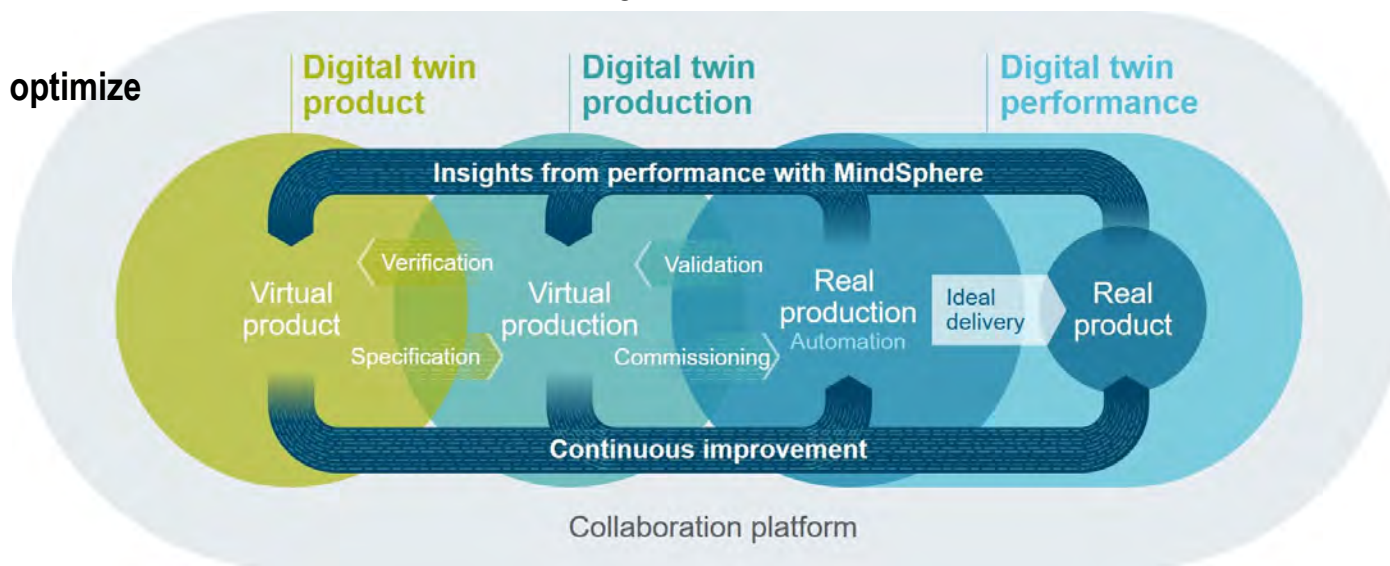 optimize
Digital twin
product
Digital twin
production
Digital twin
performance
Insights from performance with MindSphere
Verification
Validation
Virtual
product
Virtual
production
Real
production
Automation
Ideal
delivery
Real
product
Specification
Commissioning
Continuous improvement
Collaboration platform